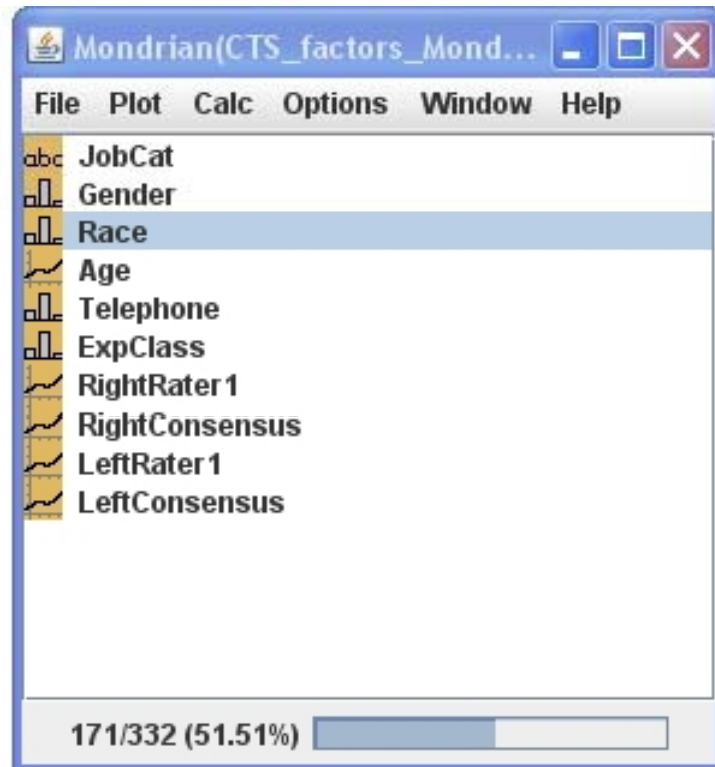 Mondrian(CTS_factors_Mond...
File Plot Calc Options Window Help
abc JobCat
Gender
Race
Age
Telephone
ExpClass
RightRater1
RightConsensus
LeftRater1
LeftConsensus
171/332 (51.51%)